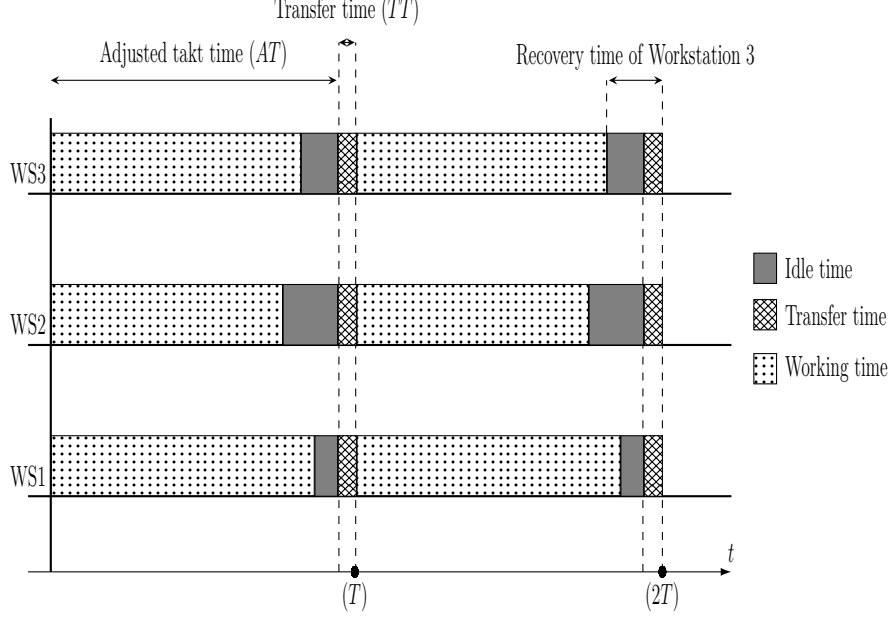 Transfer time (TT)
Adjusted takt time (AT)
Recovery time of Workstation 3
WS3
Idle time
Transfer time
WS2
Working time
WS1
t
(T)
(2T)